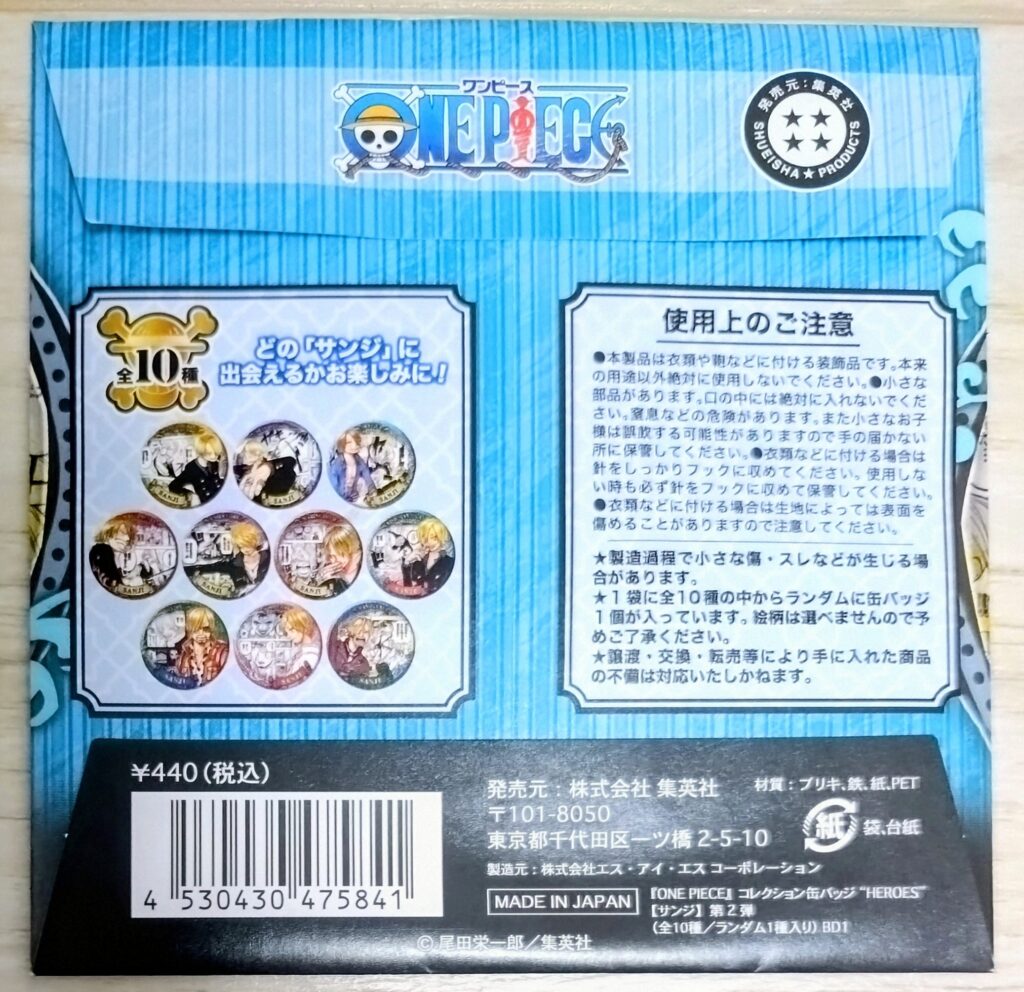 ワンピース
ONE PIECE
発売元:集英社
SHUEISHA★PRODUCTS
全10種
どの「サンジ」に
出会えるかお楽しみに!
SANJI
SANJI
SANJI
SANJI
SANJI
SANJI
SANJI
SANJI
SANJI
SANJI
使用上のご注意
●本製品は衣類や鞄などに付ける装飾品です。本来
の用途以外絶対に使用しないでください。●小さな
部品があります。口の中には絶対に入れないでくだ
さい。窒息などの危険があります。また小さなお子
様は誤飲する可能性がありますので手の届かない
所に保管してください。●衣類などに付ける場合は
針をしっかりフックに収めてください。使用しな
い時も必ず針をフックに収めて保管してください。
●衣類などに付ける場合は生地によっては表面を
傷めることがありますので注意してください。
★製造過程で小さな傷・スレなどが生じる場
合があります。
★1袋に全10種の中からランダムに缶バッジ
1個が入っています。絵柄は選べませんので予
めご了承ください。
★譲渡・交換・転売等により手に入れた商品
の不備は対応いたしかねます。
¥440(税込)
4 530430 475841
発売元:株式会社 集英社
〒101-8050
東京都千代田区一ツ橋 2-5-10
製造元:株式会社エス・アイ・エス コーポレーション
材質:ブリキ、鉄、紙、PET
紙 袋、台紙
MADE IN JAPAN
『ONE PIECE』コレクション缶バッジ“HEROES”
【サンジ】第2弾
(全10種/ランダム1種入り) BD1
©尾田栄一郎/集英社